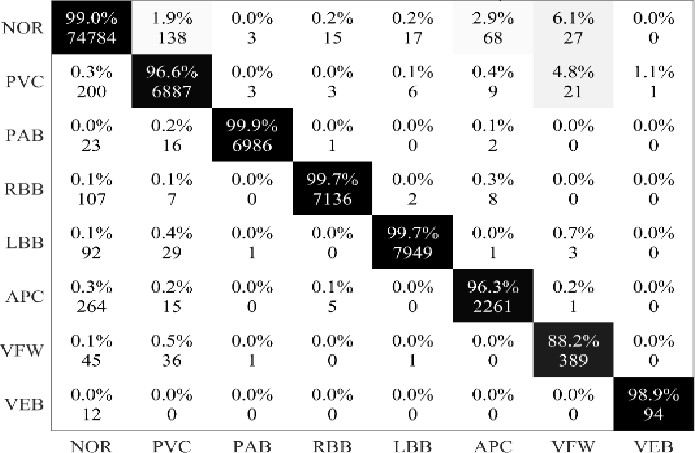 NOR 99.0% 1.9% 0.0% 0.2% 0.2% 2.9% 6.1% 0.0%
74784 138 3 15 17 68 27 0
PVC 0.3% 96.6% 0.0% 0.0% 0.1% 0.4% 4.8% 1.1%
200 6887 3 3 6 9 21 1
PAB 0.0% 0.2% 99.9% 0.0% 0.0% 0.1% 0.0% 0.0%
23 16 6986 1 0 2 0 0
RBB 0.1% 0.1% 0.0% 99.7% 0.0% 0.3% 0.0% 0.0%
107 7 0 7136 2 8 0 0
LBB 0.1% 0.4% 0.0% 0.0% 99.7% 0.0% 0.7% 0.0%
92 29 1 0 7949 1 3 0
APC 0.3% 0.2% 0.0% 0.1% 0.0% 96.3% 0.2% 0.0%
264 15 0 5 0 2261 1 0
VFW 0.1% 0.5% 0.0% 0.0% 0.0% 0.0% 88.2% 0.0%
45 36 1 0 1 0 389 0
VEB 0.0% 0.0% 0.0% 0.0% 0.0% 0.0% 0.0% 98.9%
12 0 0 0 0 0 0 94
NOR PVC PAB RBB LBB APC VFW VEB